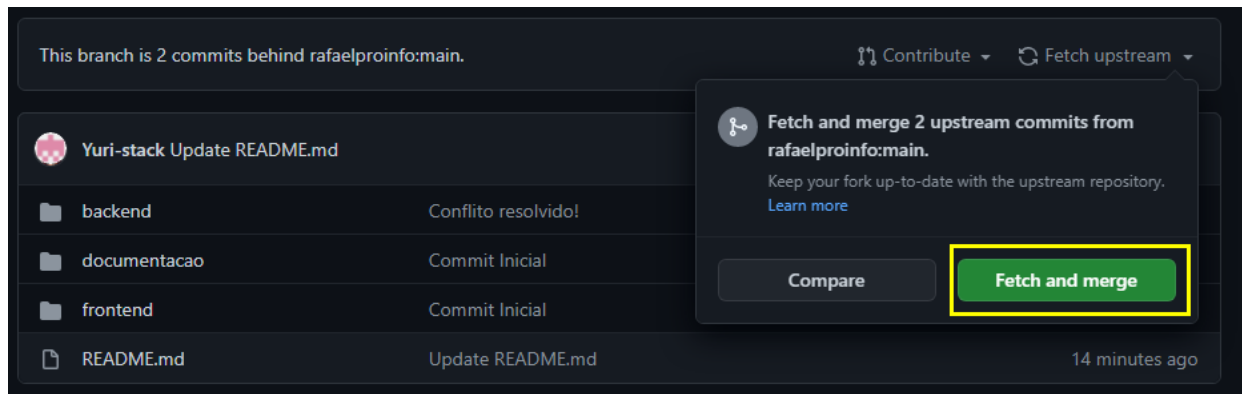 This branch is 2 commits behind rafaelproinfo:main.
Contribute
Fetch upstream
Fetch and merge 2 upstream commits from
rafaelproinfo:main.
Keep your fork up-to-date with the upstream repository.
Learn more
Compare
Fetch and merge
Yuri-stack Update README.md
backend Conflito resolvido!
documentacao Commit Inicial
frontend Commit Inicial
README.md Update README.md 14 minutes ago